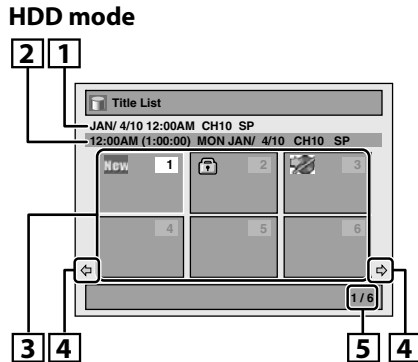 HDD mode
2 1
Title List
JAN/ 4/10 12:00AM CH10 SP
12:00AM (1:00:00) MON JAN/ 4/10 CH10 SP
New 1 2 3
4 5 6
1 / 6
3 4 5 4